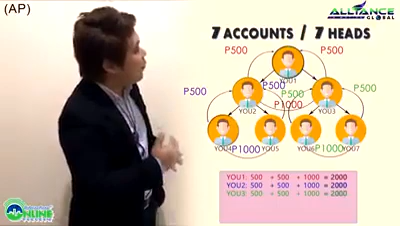 (AP)
ALLIANCE
GLOBAL
7 ACCOUNTS / 7 HEADS
P500
P500
YOU1
P500
P500
P500
P500
P1000
YOU2
YOU3
YOU4
P1000
YOU5
YOU6
P1000
YOU7
YOU1: 500 + 500 + 1000 = 2000
YOU2: 500 + 500 + 1000 = 2000
YOU3: 500 + 500 + 1000 = 2000
ONLINE